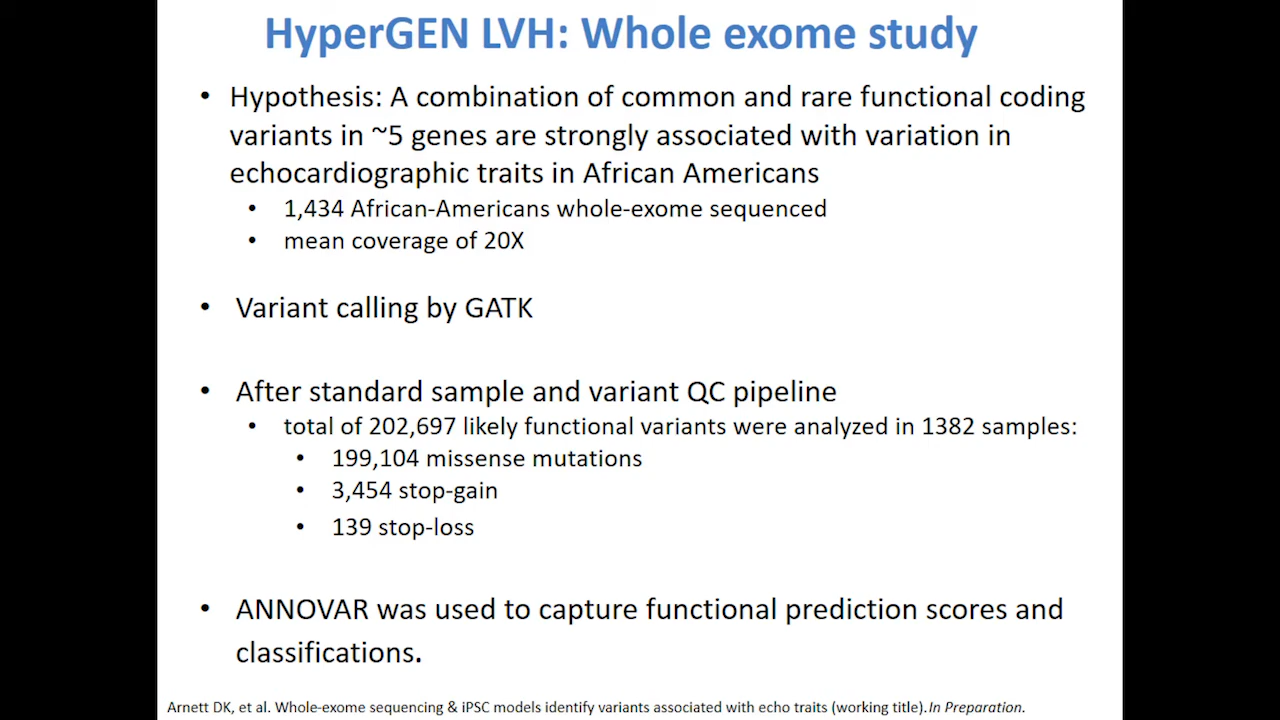 HyperGEN LVH: Whole exome study
• Hypothesis: A combination of common and rare functional coding
variants in ~5 genes are strongly associated with variation in
echocardiographic traits in African Americans
• 1,434 African-Americans whole-exome sequenced
• mean coverage of 20X
• Variant calling by GATK
• After standard sample and variant QC pipeline
• total of 202,697 likely functional variants were analyzed in 1382 samples:
• 199,104 missense mutations
• 3,454 stop-gain
• 139 stop-loss
• ANNOVAR was used to capture functional prediction scores and
classifications.
Arnett DK, et al. Whole-exome sequencing & iPSC models identify variants associated with echo traits (working title). In Preparation.